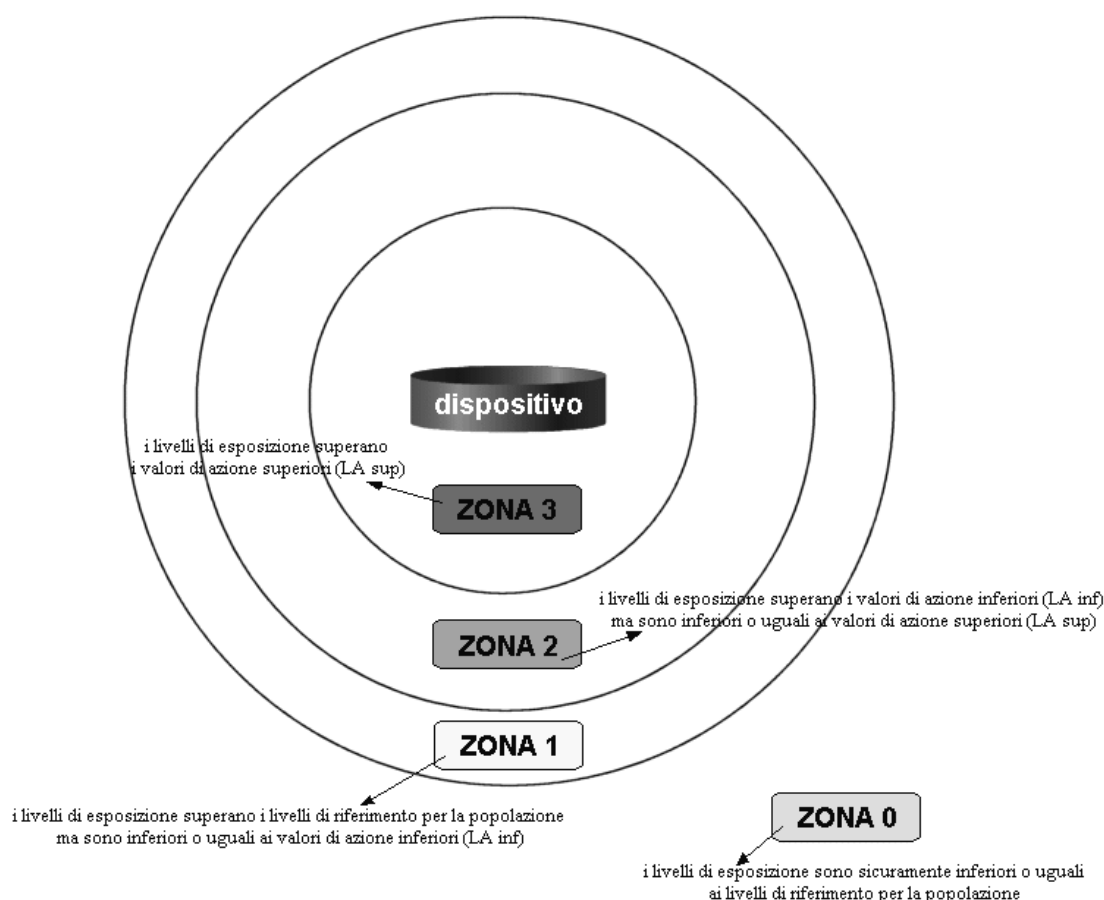 dispositivo
i livelli di esposizione superano
i valori di azione superiori (LA sup)
ZONA 3
i livelli di esposizione superano i valori di azione inferiori (LA inf)
ma sono inferiori o uguali ai valori di azione superiori (LA sup)
ZONA 2
ZONA 1
i livelli di esposizione superano i livelli di riferimento per la popolazione
ma sono inferiori o uguali ai valori di azione inferiori (LA inf)
ZONA 0
i livelli di esposizione sono sicuramente inferiori o uguali
ai livelli di riferimento per la popolazione